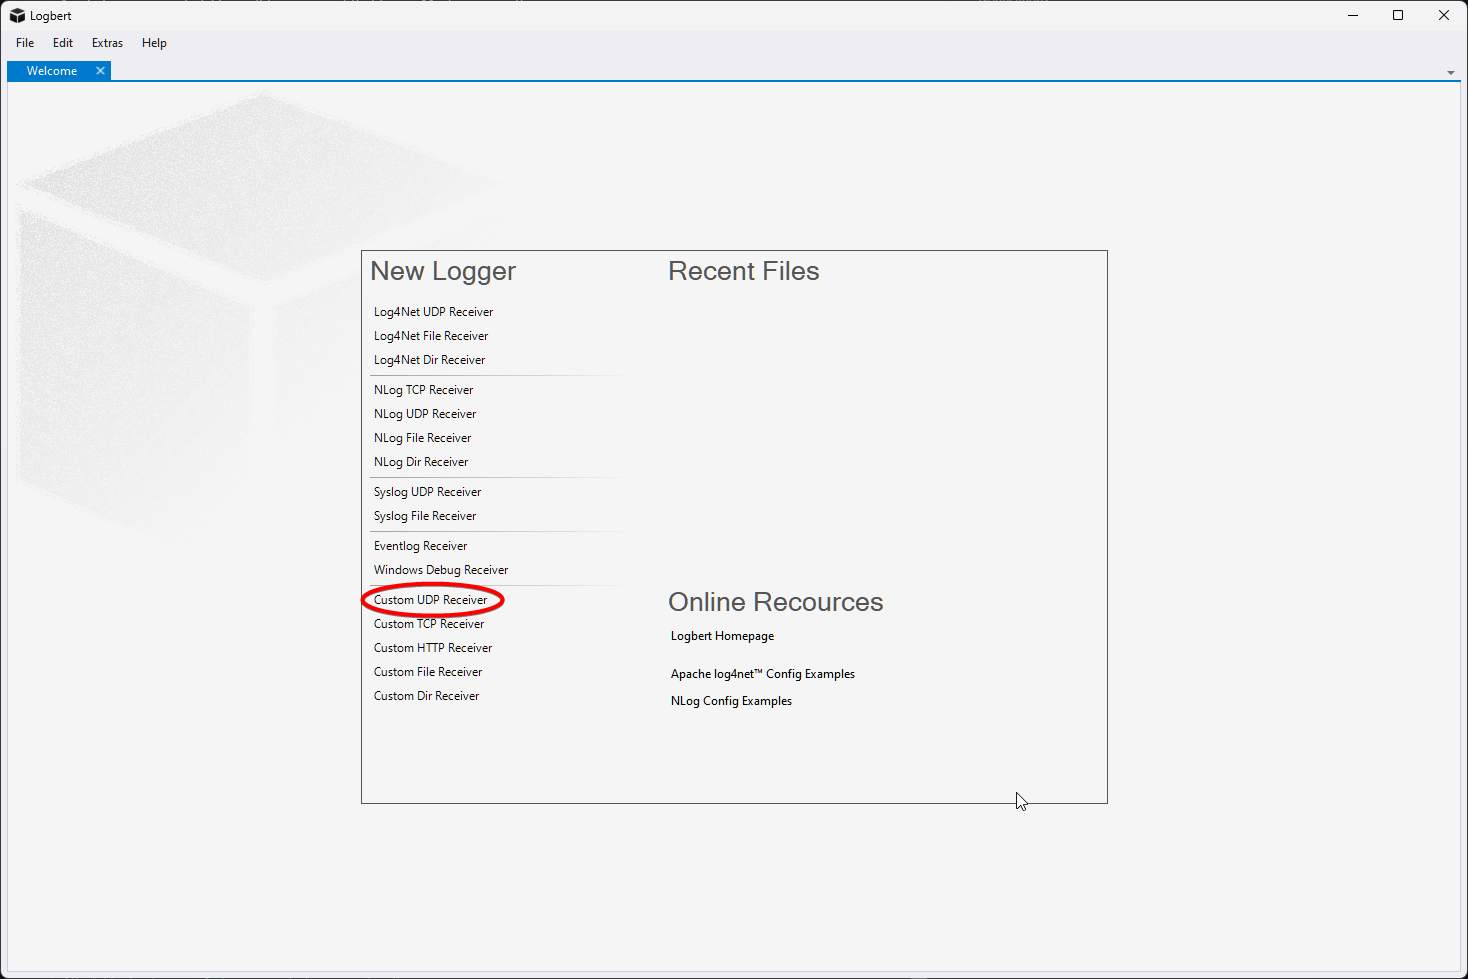 Logbert
File Edit Extras Help
Welcome
New Logger
Log4Net UDP Receiver
Log4Net File Receiver
Log4Net Dir Receiver
NLog TCP Receiver
NLog UDP Receiver
NLog File Receiver
NLog Dir Receiver
Syslog UDP Receiver
Syslog File Receiver
Eventlog Receiver
Windows Debug Receiver
Custom UDP Receiver
Custom TCP Receiver
Custom HTTP Receiver
Custom File Receiver
Custom Dir Receiver
Recent Files
Online Recources
Logbert Homepage
Apache log4net™ Config Examples
NLog Config Examples